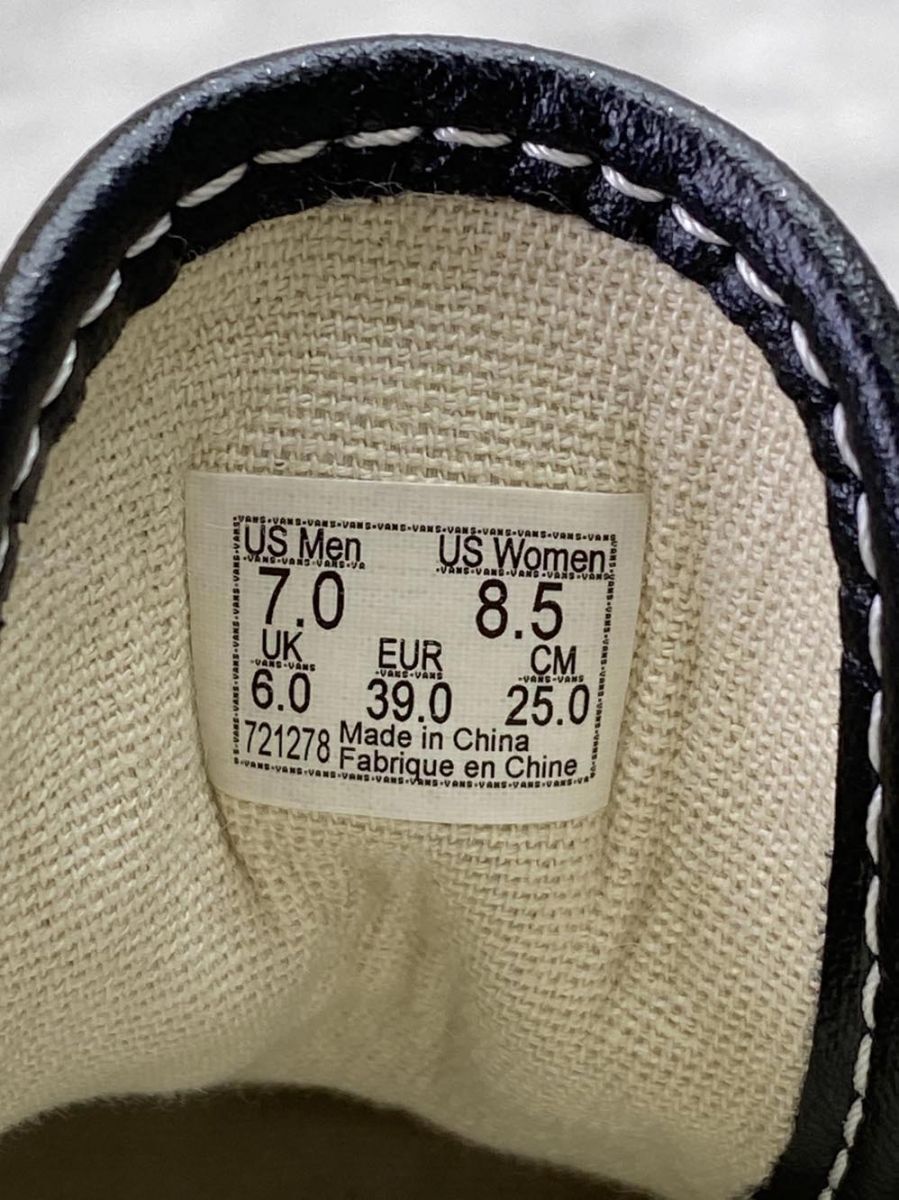 US Men US Women
7.0 8.5
UK EUR CM
6.0 39.0 25.0
721278 Made in China
Fabrique en Chine